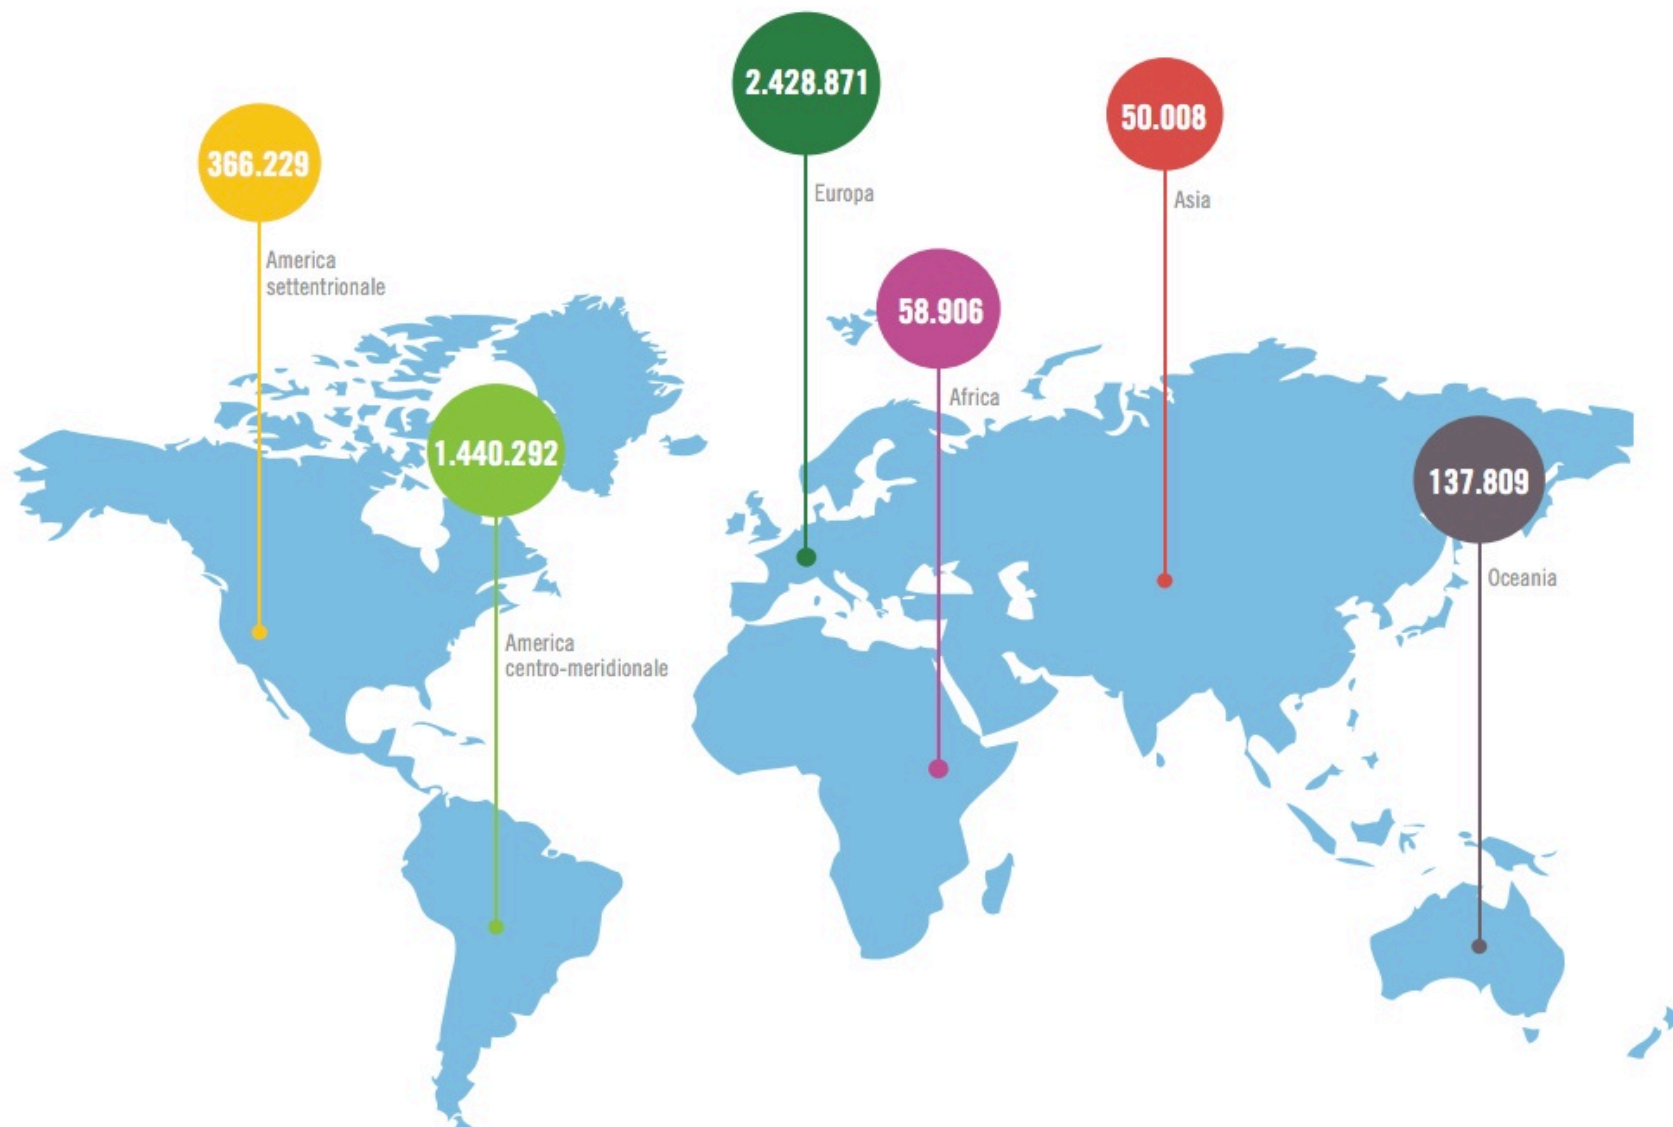 2.428.871
Europa
50.008
Asia
366.229
America
settentrionale
58.906
Africa
1.440.292
America
centro-meridionale
137.809
Oceania